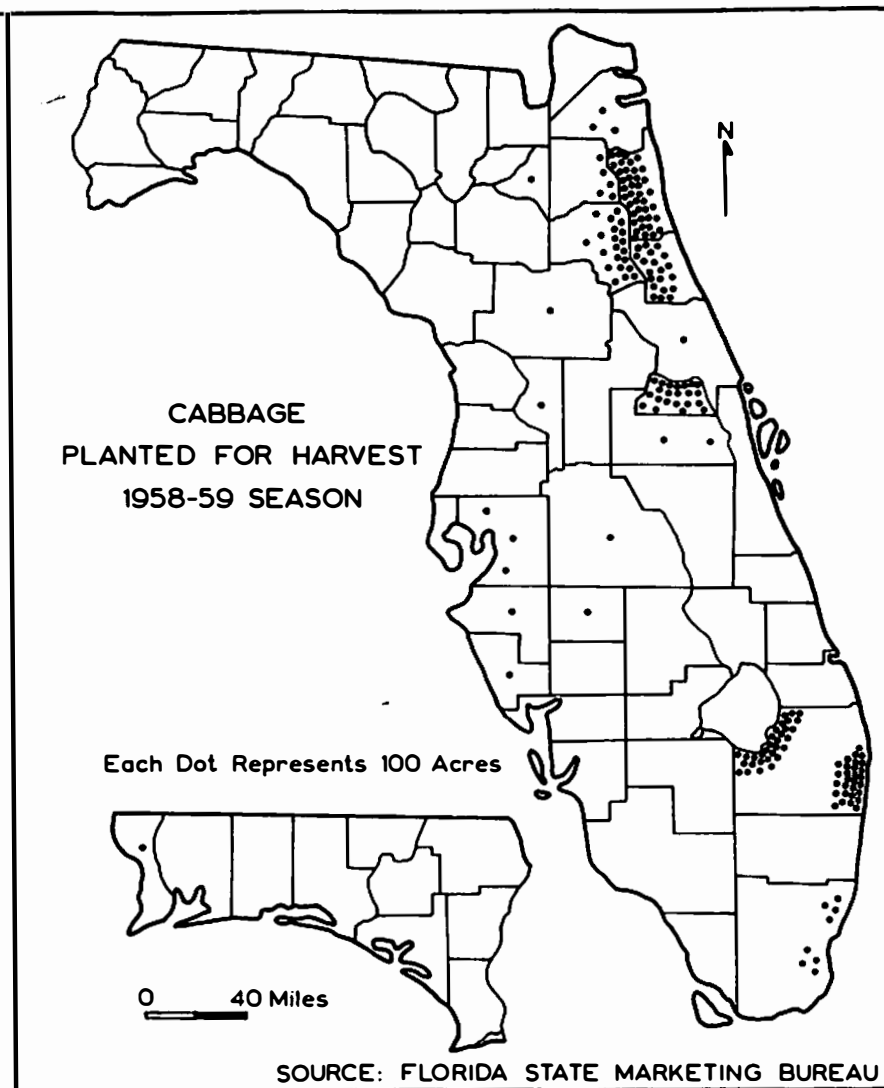 N
CABBAGE
PLANTED FOR HARVEST
1958-59 SEASON
Each Dot Represents 100 Acres
0 40 Miles
SOURCE: FLORIDA STATE MARKETING BUREAU